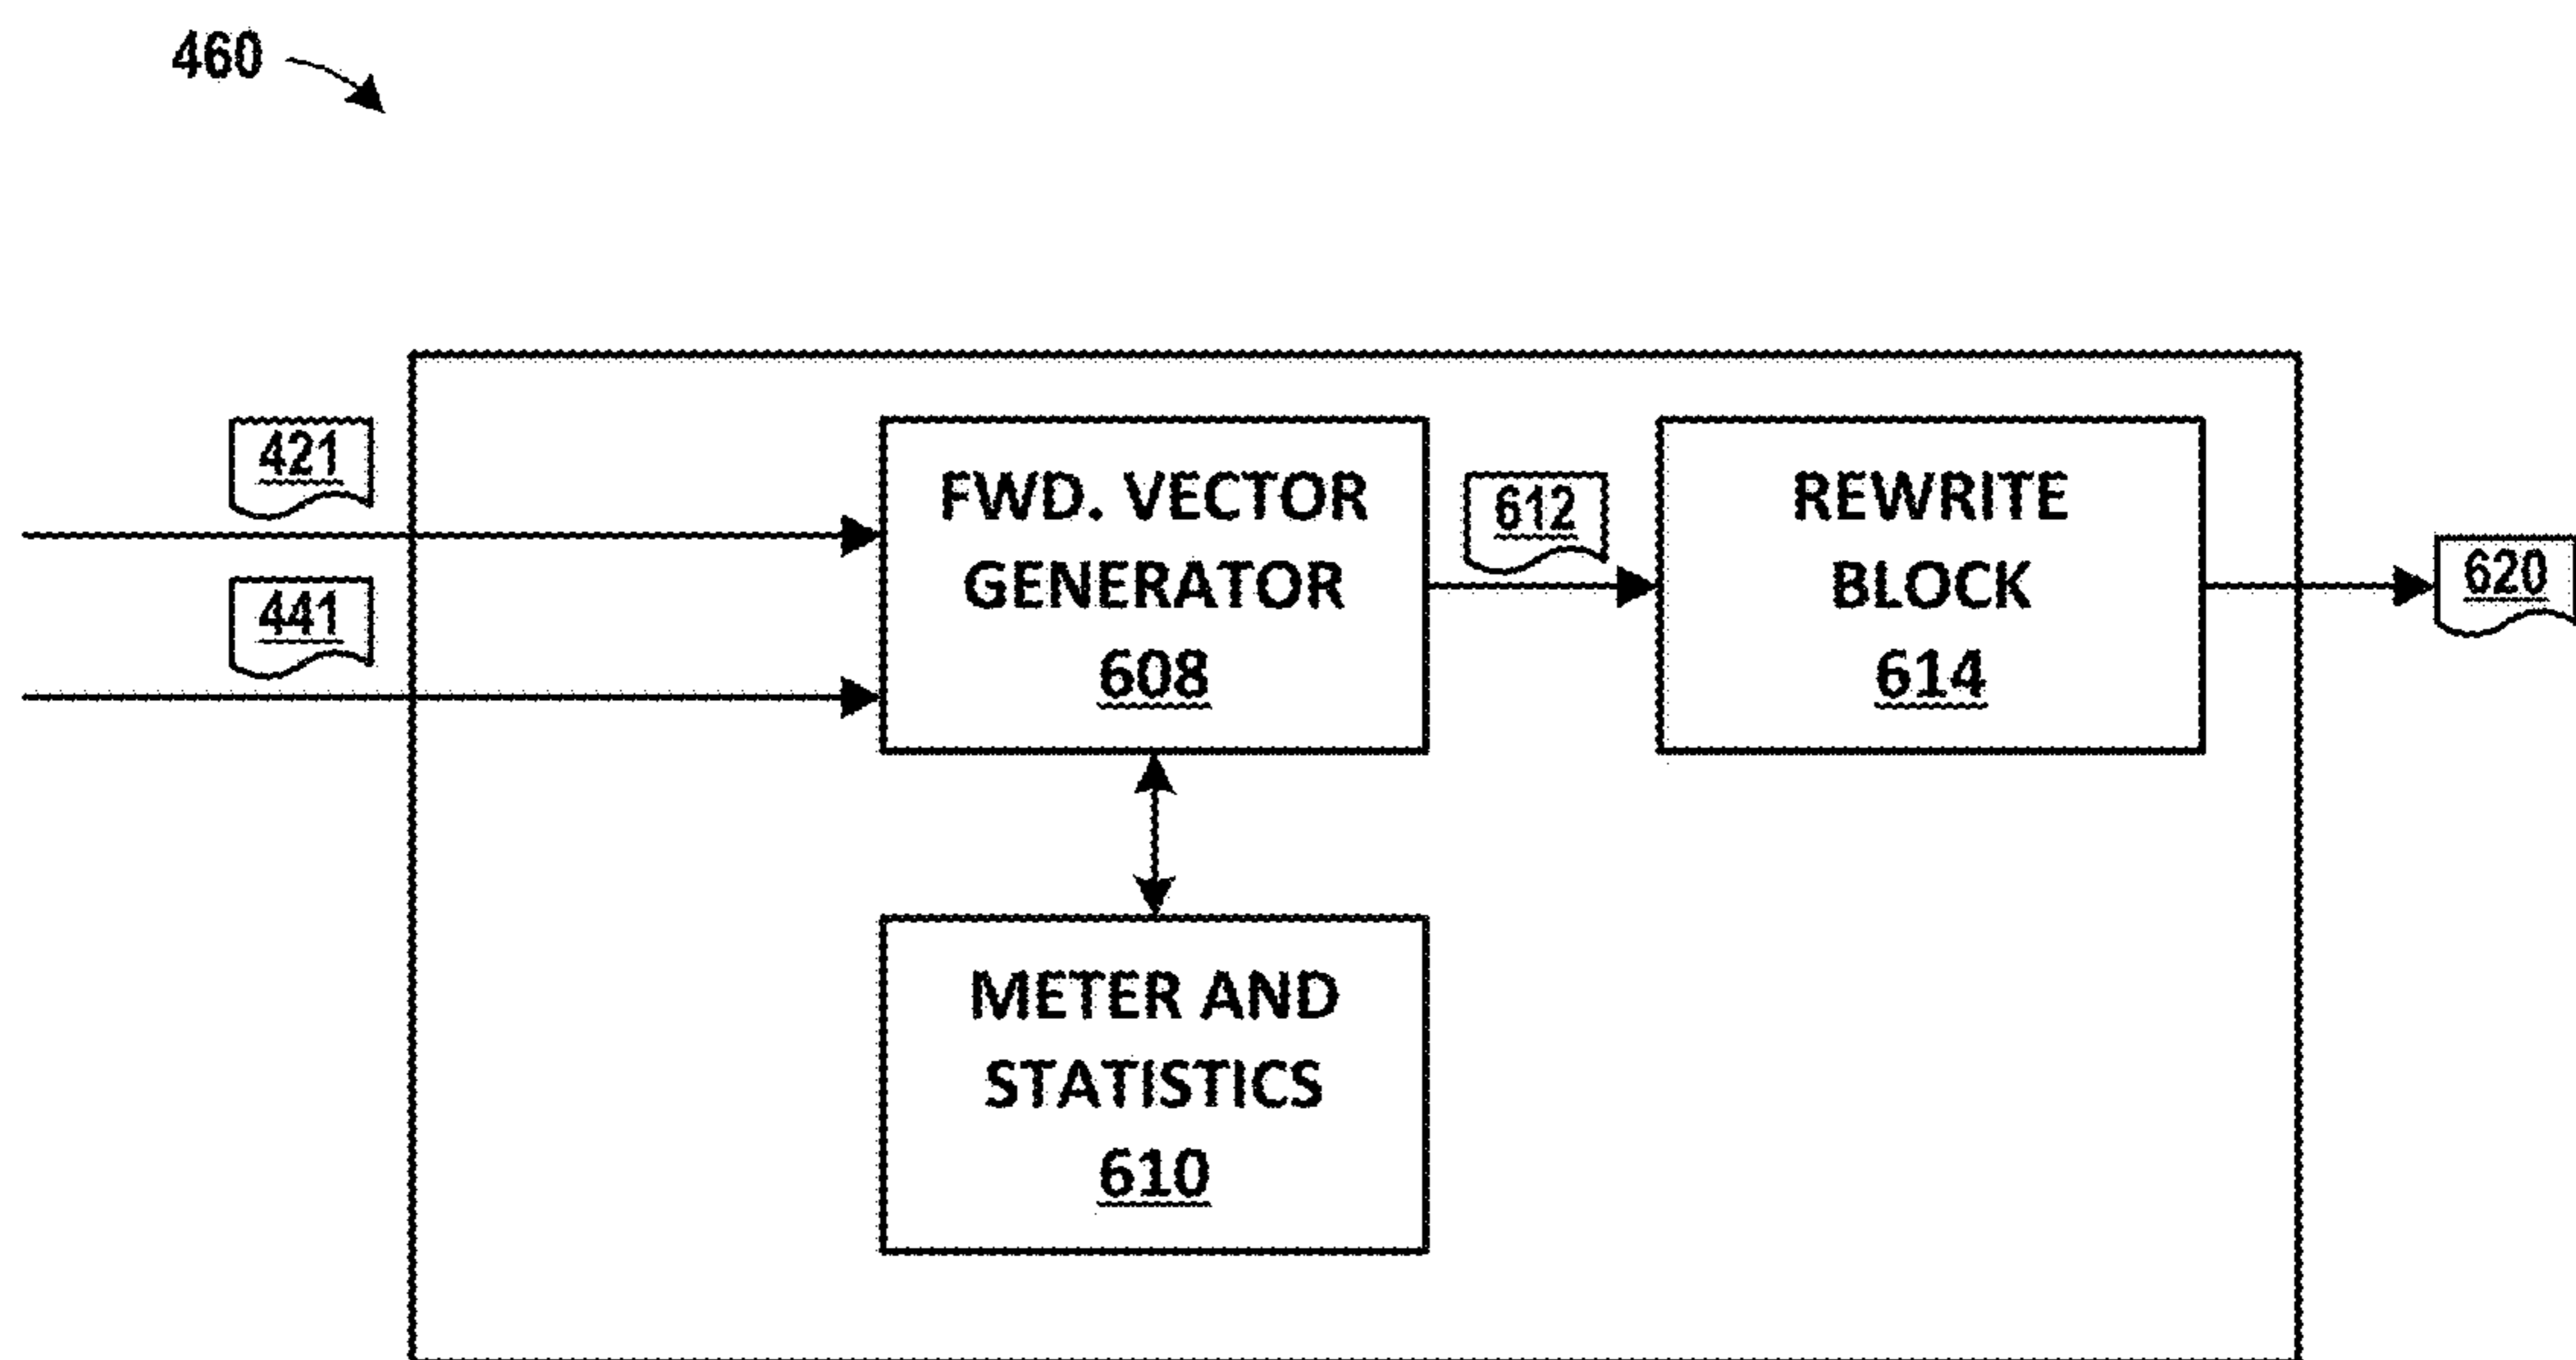 460
421
441
FWD. VECTOR
GENERATOR
608
612
REWRITE
BLOCK
614
620
METER AND
STATISTICS
610